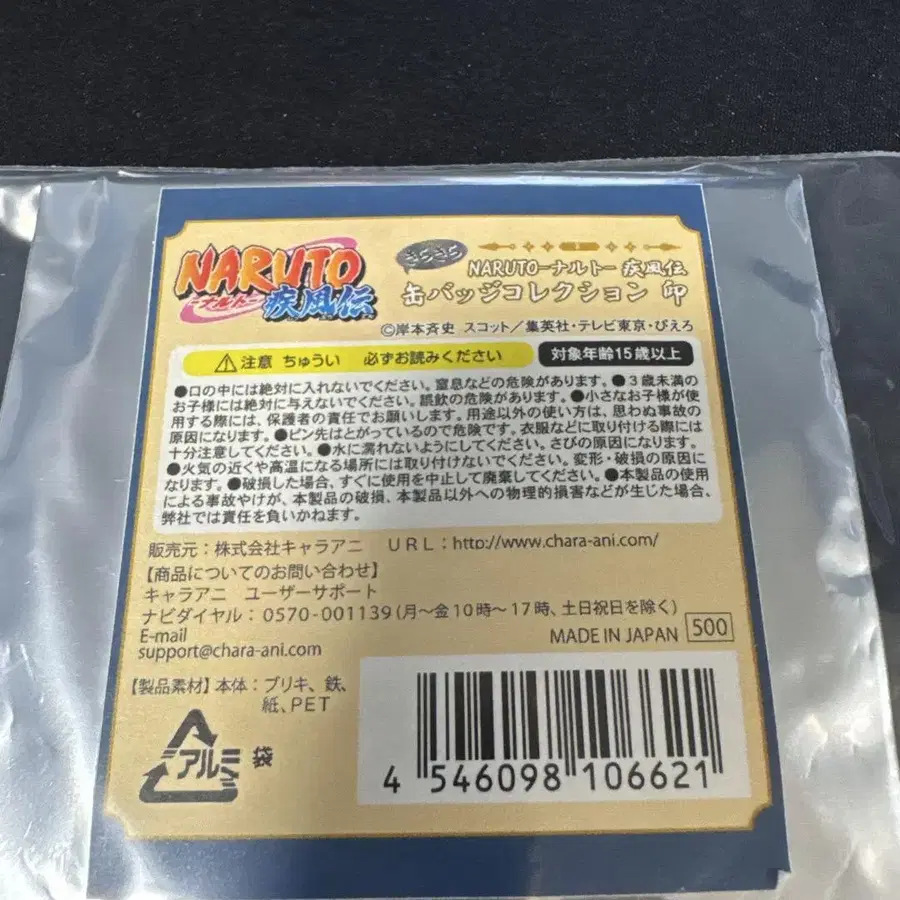 NARUTO
ーナルトー
疾風伝
きらきら
NARUTOーナルトー 疾風伝
缶バッジコレクション 印
©岸本斉史 スコット／集英社・テレビ東京・ぴえろ
注意 ちゅうい 必ずお読みください
対象年齢15歳以上
●口の中には絶対に入れないでください。窒息などの危険があります。●３歳未満の
お子様には絶対に与えないでください。誤飲の危険があります。●小さなお子様が使
用する際には、保護者の責任でお願いします。用途以外の使い方は、思わぬ事故の
原因になります。●ピン先はとがっているので危険です。衣服などに取り付ける際には
十分注意してください。●水に濡れないようにしてください。さびの原因になります。
●火気の近くや高温になる場所には取り付けないでください。変形・破損の原因に
なります。●破損した場合、すぐに使用を中止して廃棄してください。●本製品の使用
による事故やけが、本製品の破損、本製品以外への物理的損害などが生じた場合、
弊社では責任を負いかねます。
販売元：株式会社キャラアニ ＵＲＬ：http://www.chara-ani.com/
【商品についてのお問い合わせ】
キャラアニ ユーザーサポート
ナビダイヤル：0570-001139(月～金10時～17時、土日祝日を除く)
E-mail
support@chara-ani.com
MADE IN JAPAN 500
【製品素材】本体：ブリキ、鉄、
紙、PET
アルミ 袋
4 546098 106621